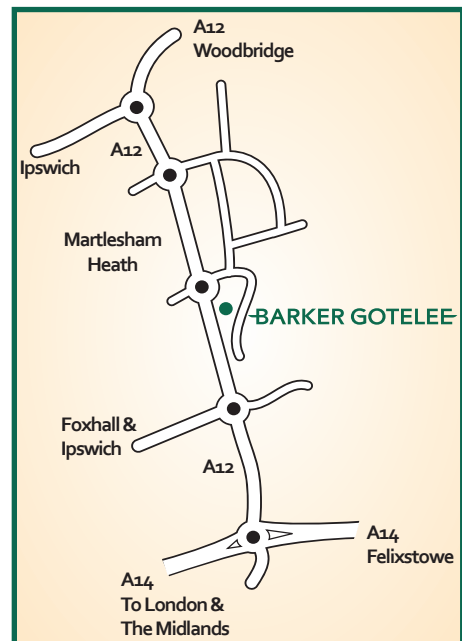 A12
Woodbridge
A12
Ipswich
Martlesham
Heath
BARKER GOTELEE
Foxhall &
Ipswich
A12
A14
Felixstowe
A14
To London &
The Midlands